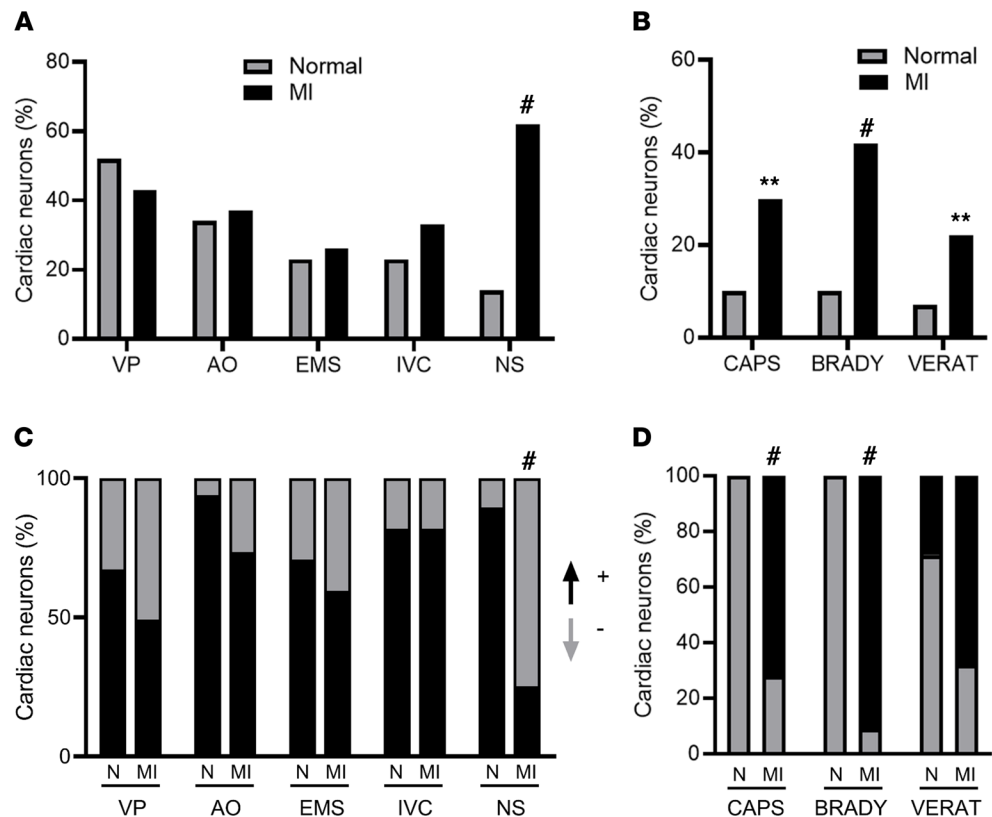 A
Cardiac neurons (%)
80
60
40
20
0
Normal
MI
#
VP AO EMS IVC NS
B
Cardiac neurons (%)
60
40
20
0
Normal
MI
**
#
**
CAPS BRADY VERAT
C
Cardiac neurons (%)
100
50
0
#
N MI N MI N MI N MI N MI
VP AO EMS IVC NS
+
-
D
Cardiac neurons (%)
100
80
60
40
20
0
# #
N MI N MI N MI
CAPS BRADY VERAT